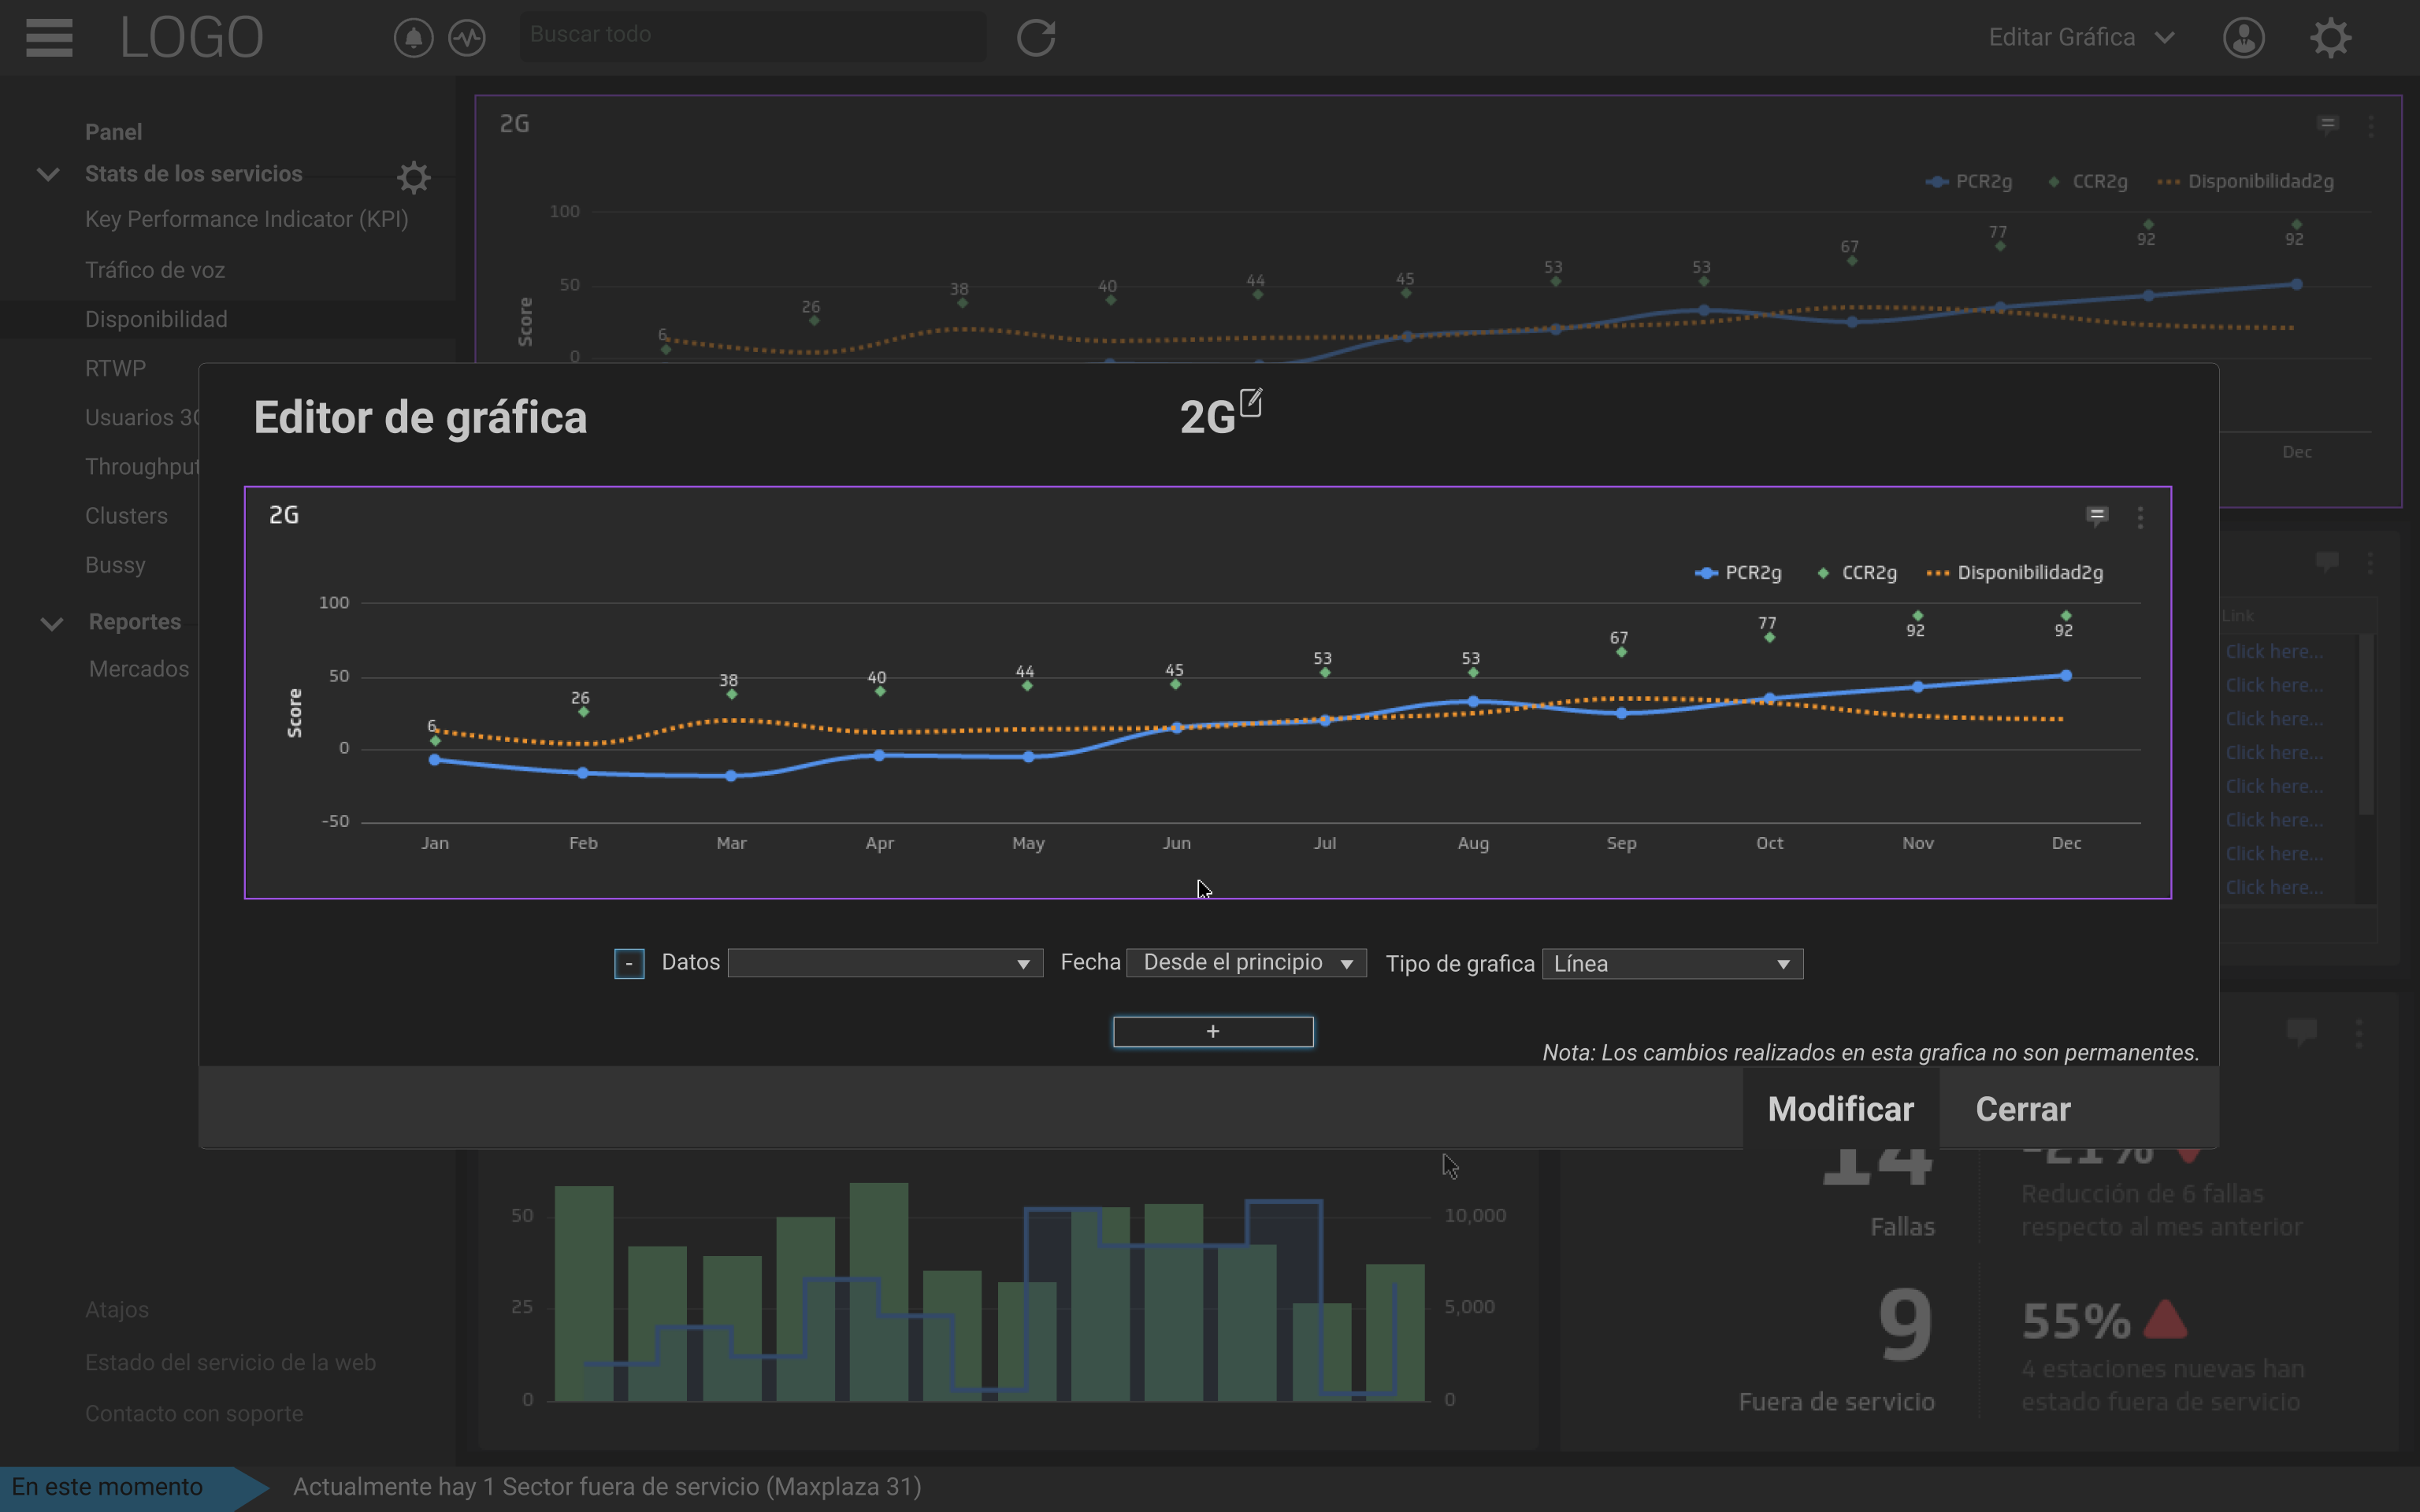 LOGO
Buscar todo
Editar Gráfica
Panel
Stats de los servicios
Key Performance Indicator (KPI)
Tráfico de voz
Disponibilidad
RTWP
Usuarios
Throughput
Clusters
Bussy
Reportes
Mercados
Atajos
Estado del servicio de la web
Contacto con soporte
2G
PCR2g CCR2g Disponibilidad2g
100
50
0
Score
6 26 38 40 44 45 53 53 67 77 92 92
Dec
Editor de gráfica
2G
2G
PCR2g CCR2g Disponibilidad2g
100
50
0
-50
Score
6 26 38 40 44 45 53 53 67 77 92 92
Jan Feb Mar Apr May Jun Jul Aug Sep Oct Nov Dec
- Datos Fecha Desde el principio Tipo de grafica Línea
+
Nota: Los cambios realizados en esta grafica no son permanentes.
Modificar Cerrar
Link
Click here...
Click here...
Click here...
Click here...
Click here...
Click here...
Click here...
Click here...
50 10,000
25 5,000
0 0
14
Fallas
-21%
Reducción de 6 fallas
respecto al mes anterior
9
Fuera de servicio
55%
4 estaciones nuevas han
estado fuera de servicio
En este momento Actualmente hay 1 Sector fuera de servicio (Maxplaza 31)